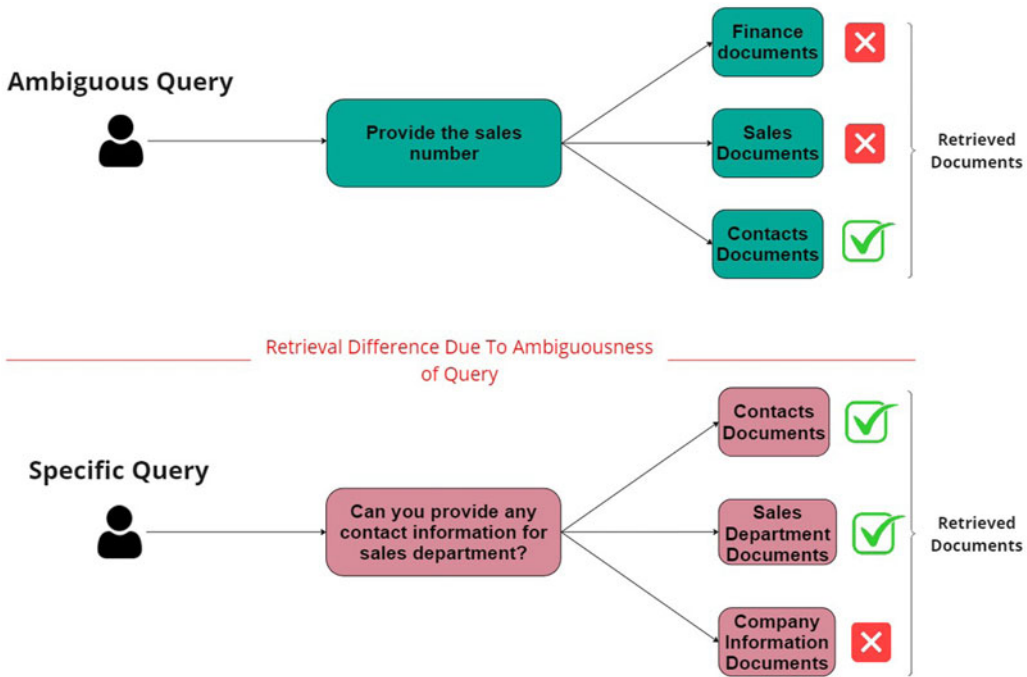 Ambiguous Query
Provide the sales
number
Finance
documents
Sales
Documents
Contacts
Documents
Retrieved
Documents
Retrieval Difference Due To Ambiguousness
of Query
Specific Query
Can you provide any
contact information for
sales department?
Contacts
Documents
Sales
Department
Documents
Company
Information
Documents
Retrieved
Documents